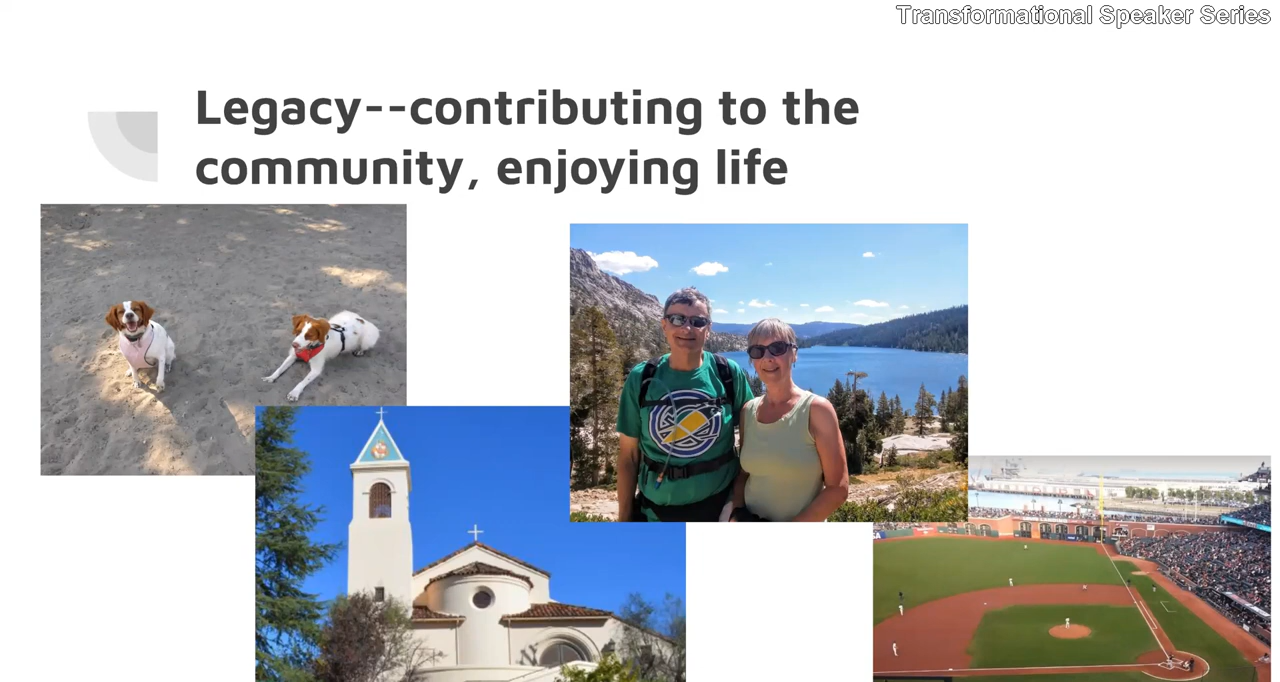 Transformational Speaker Series
Legacy--contributing to the
community, enjoying life